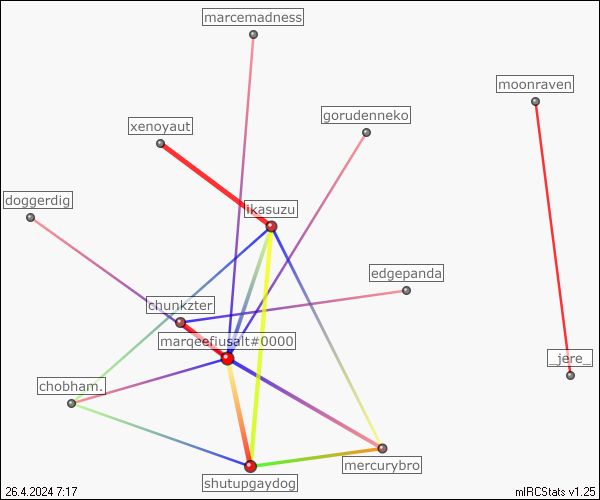 marcemadness
moonraven
gorudenneko
xenoyaut
doggerdig
ikasuzu
edgepanda
chunkzter
marqeefiusalt#0000
_jere_
chobham.
mercurybro
shutupgaydog
26.4.2024 7:17
mIRCStats v1.25